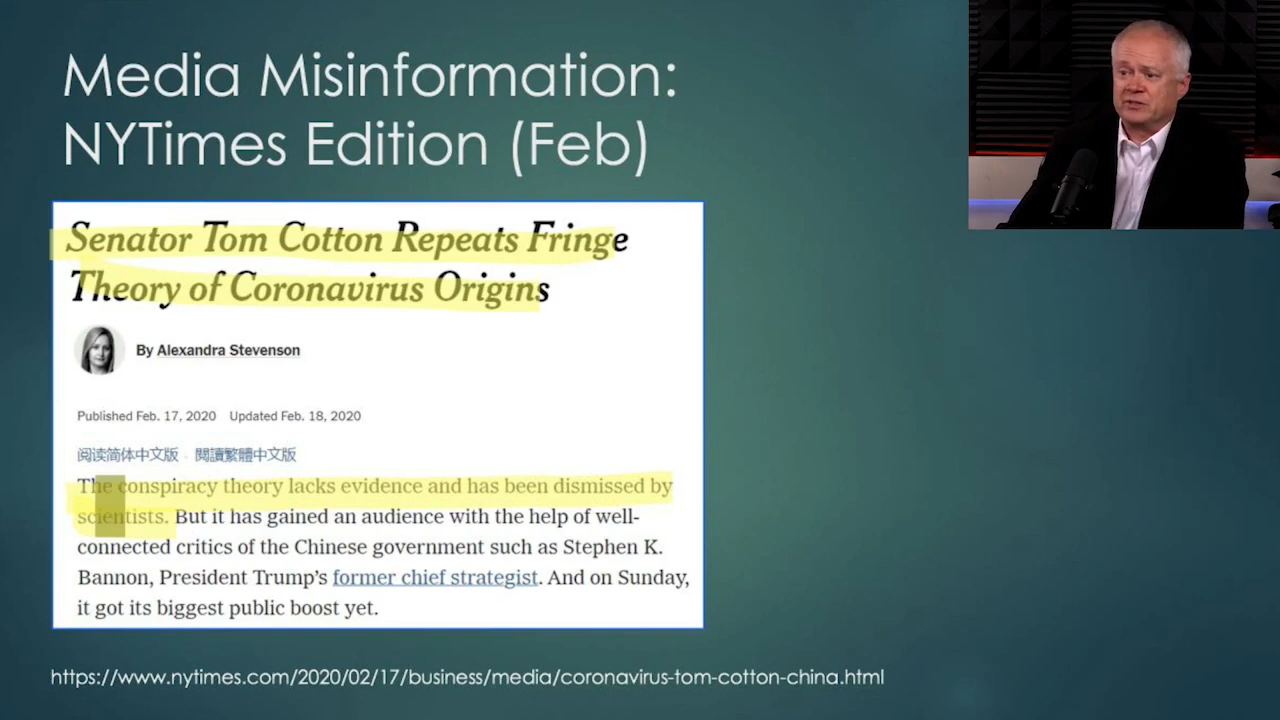 Media Misinformation:
NYTimes Edition (Feb)
Senator Tom Cotton Repeats Fringe
Theory of Coronavirus Origins
By Alexandra Stevenson
Published Feb. 17, 2020 Updated Feb. 18, 2020
阅读简体中文版 · 閱讀繁體中文版
The conspiracy theory lacks evidence and has been dismissed by
scientists. But it has gained an audience with the help of well-
connected critics of the Chinese government such as Stephen K.
Bannon, President Trump’s former chief strategist. And on Sunday,
it got its biggest public boost yet.
https://www.nytimes.com/2020/02/17/business/media/coronavirus-tom-cotton-china.html